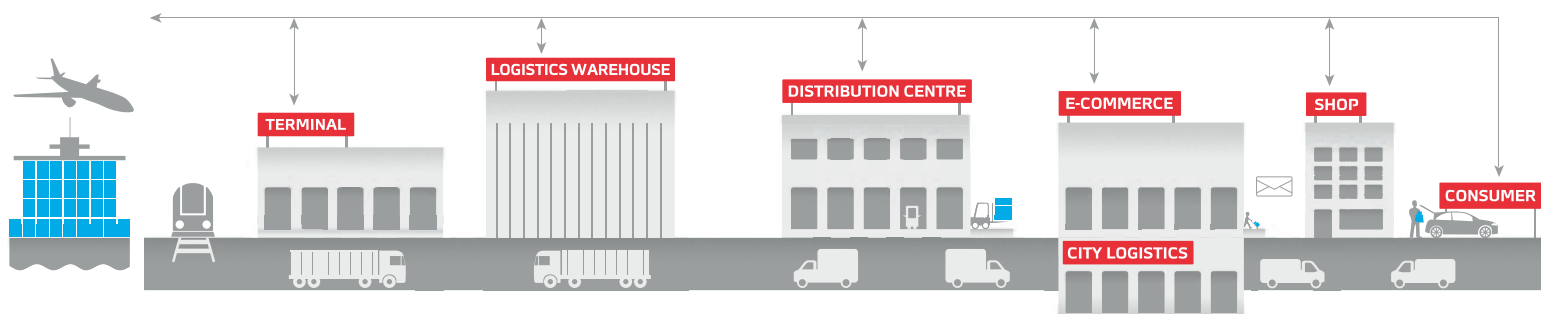 TERMINAL
LOGISTICS WAREHOUSE
DISTRIBUTION CENTRE
E-COMMERCE
CITY LOGISTICS
SHOP
CONSUMER